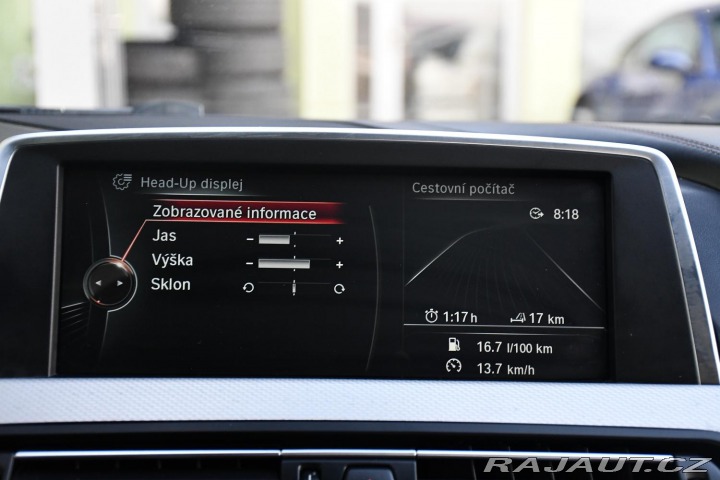 Head-Up displej
Zobrazované informace
Jas - +
Výška - +
Sklon
Cestovní počítač
8:18
1:17 h 17 km
16.7 l/100 km
13.7 km/h
RAJAUT.CZ